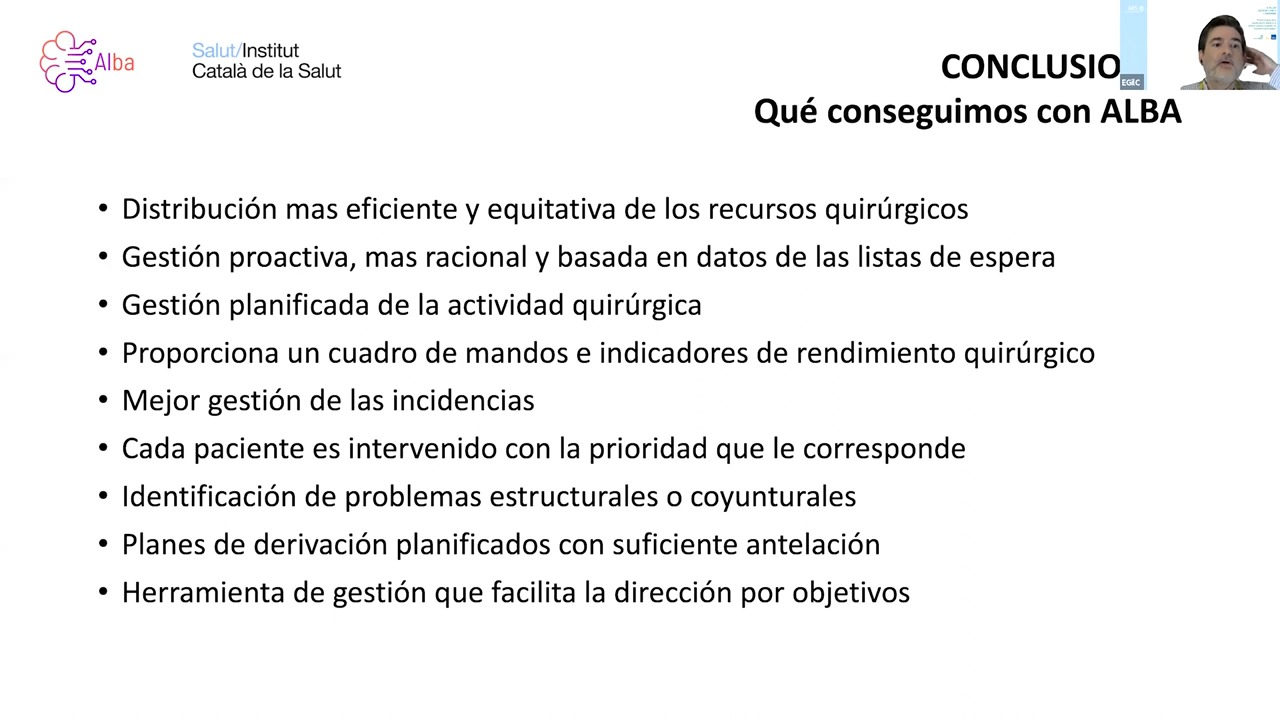 Alba
Salut/Institut
Català de la Salut
CONCLUSIO
Qué conseguimos con ALBA
EGilC
• Distribución mas eficiente y equitativa de los recursos quirúrgicos
• Gestión proactiva, mas racional y basada en datos de las listas de espera
• Gestión planificada de la actividad quirúrgica
• Proporciona un cuadro de mandos e indicadores de rendimiento quirúrgico
• Mejor gestión de las incidencias
• Cada paciente es intervenido con la prioridad que le corresponde
• Identificación de problemas estructurales o coyunturales
• Planes de derivación planificados con suficiente antelación
• Herramienta de gestión que facilita la dirección por objetivos